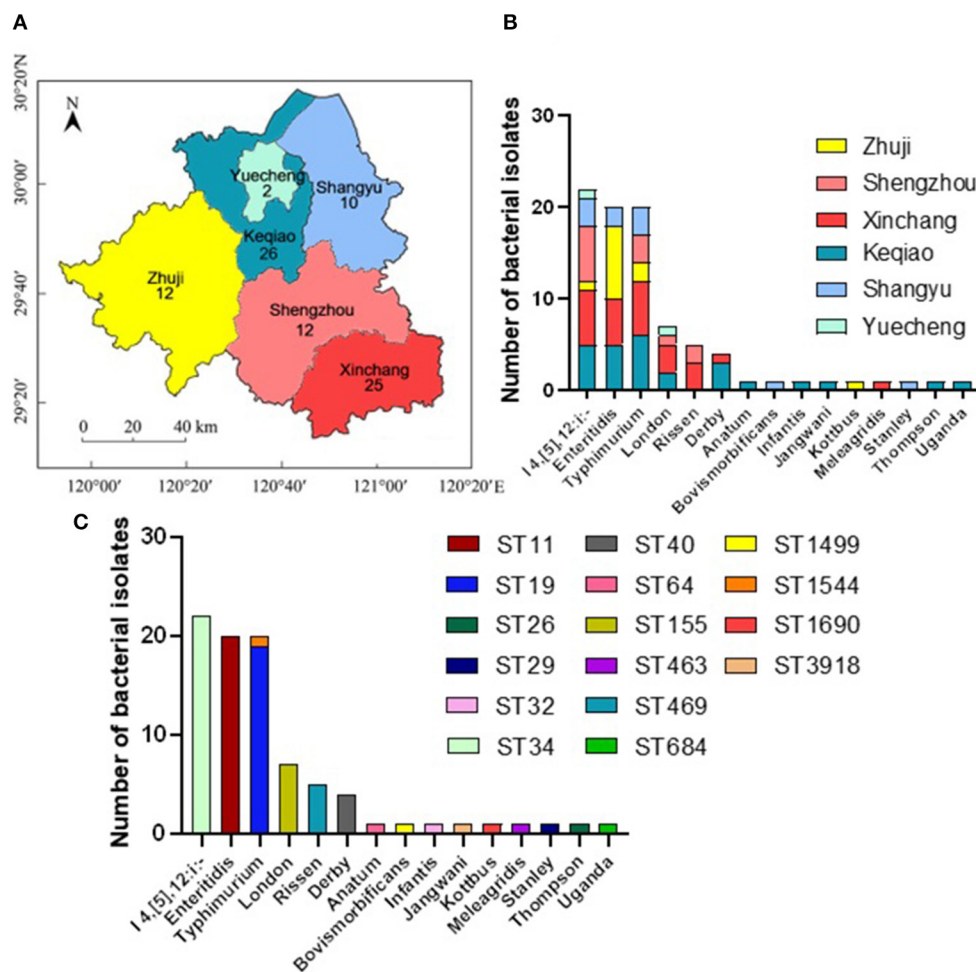 A
30°20'N
30°00'
29°40'
29°20'
N
Yuecheng
2
Shangyu
10
Keqiao
26
Zhuji
12
Shengzhou
12
Xinchang
25
0 20 40 km
120°00' 120°20' 120°40' 121°00' 120°20'E
B
Number of bacterial isolates
30
20
10
0
Zhuji
Shengzhou
Xinchang
Keqiao
Shangyu
Yuecheng
I 4,[5],12:i:-
Enteritidis
Typhimurium
London
Rissen
Derby
Anatum
Bovismorbificans
Infantis
Jangwani
Kottbus
Meleagridis
Stanley
Thompson
Uganda
C
Number of bacterial isolates
30
20
10
0
ST11
ST19
ST26
ST29
ST32
ST34
ST40
ST64
ST155
ST463
ST469
ST684
ST1499
ST1544
ST1690
ST3918
I 4,[5],12:i:-
Enteritidis
Typhimurium
London
Rissen
Derby
Anatum
Bovismorbificans
Infantis
Jangwani
Kottbus
Meleagridis
Stanley
Thompson
Uganda